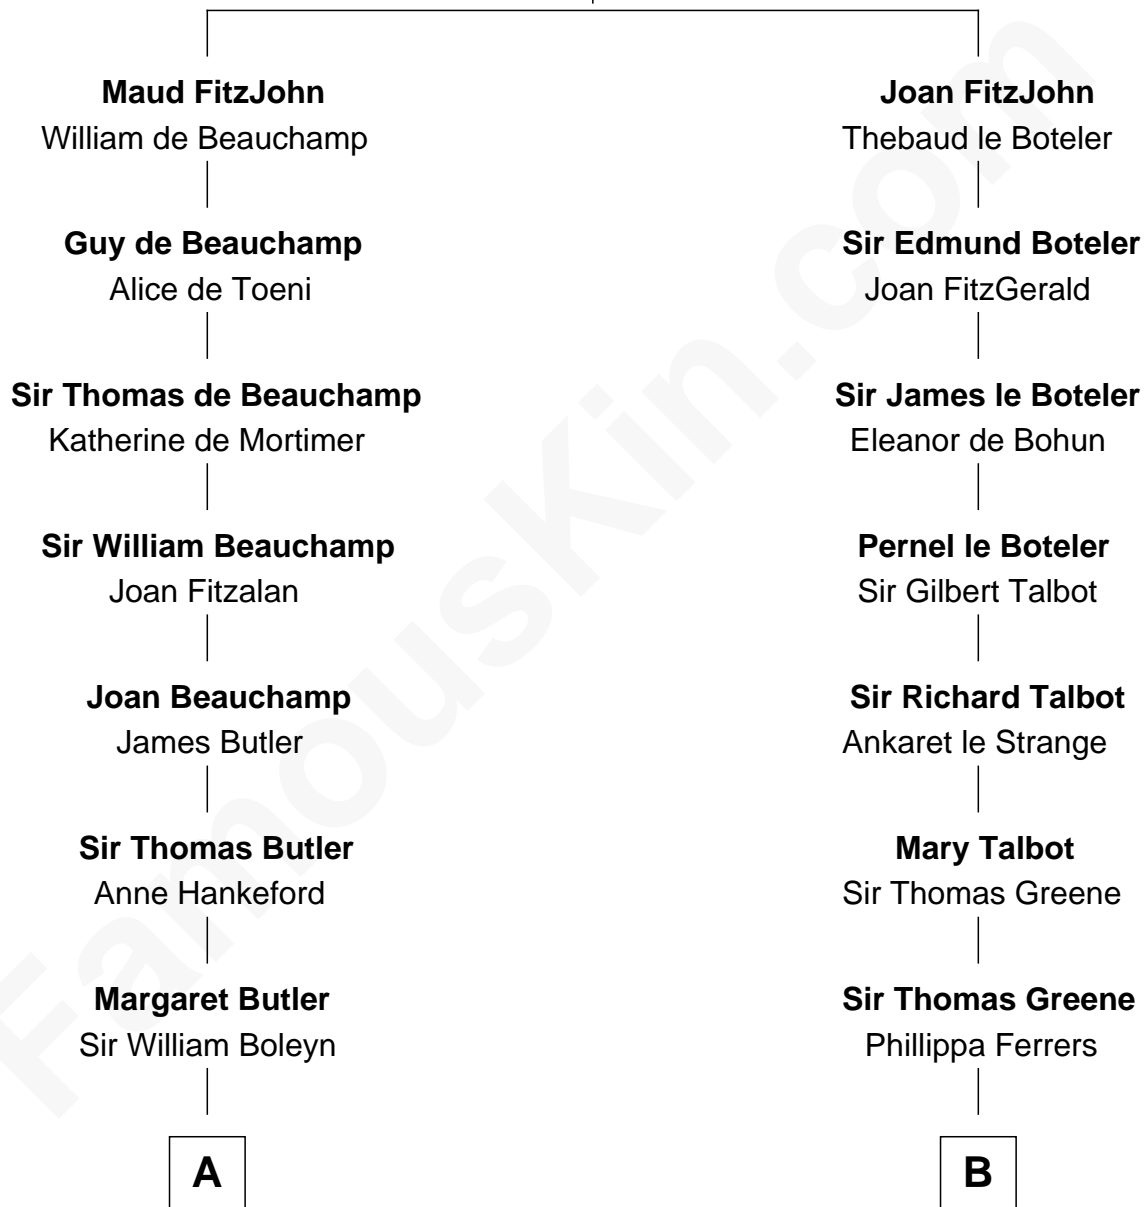 Maud FitzJohn
William de Beauchamp
Joan FitzJohn
Thebaud le Boteler
Guy de Beauchamp
Alice de Toeni
Sir Edmund Boteler
Joan FitzGerald
Sir Thomas de Beauchamp
Katherine de Mortimer
Sir James le Boteler
Eleanor de Bohun
Sir William Beauchamp
Joan Fitzalan
Pernel le Boteler
Sir Gilbert Talbot
Joan Beauchamp
James Butler
Sir Richard Talbot
Ankaret le Strange
Sir Thomas Butler
Anne Hankeford
Mary Talbot
Sir Thomas Greene
Margaret Butler
Sir William Boleyn
Sir Thomas Greene
Phillippa Ferrers
A
B
FamousKin.com